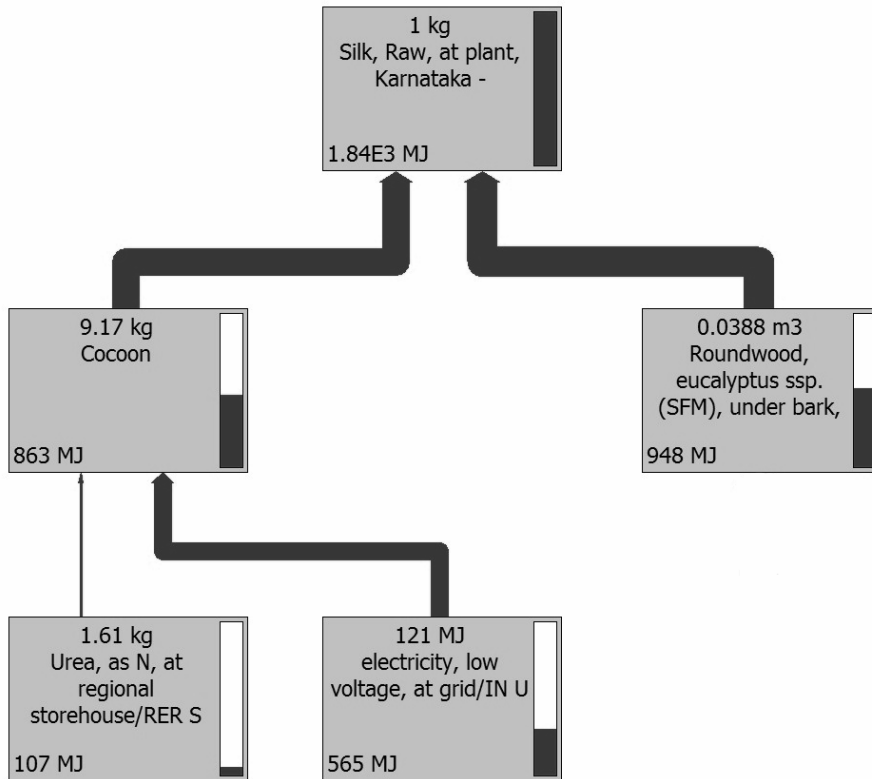 1 kg
Silk, Raw, at plant,
Karnataka -
1.84E3 MJ
9.17 kg
Cocoon
863 MJ
0.0388 m3
Roundwood,
eucalyptus ssp.
(SFM), under bark,
948 MJ
1.61 kg
Urea, as N, at
regional
storehouse/RER S
107 MJ
121 MJ
electricity, low
voltage, at grid/IN U
565 MJ